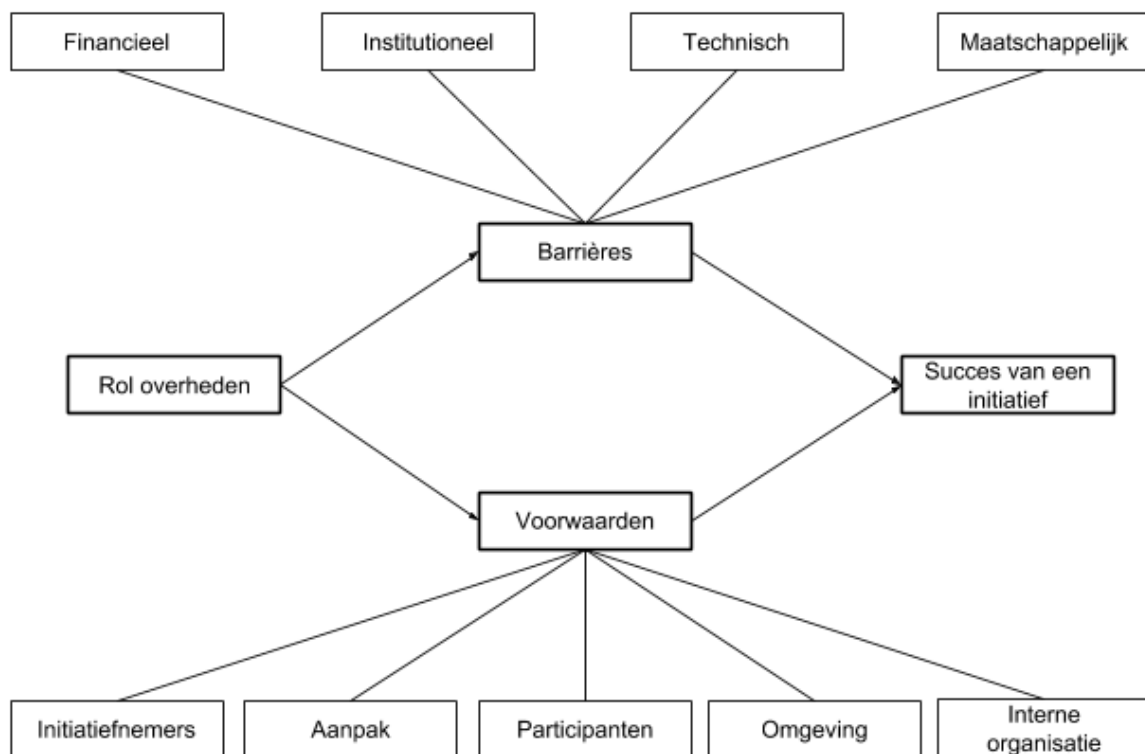 Financieel
Institutioneel
Technisch
Maatschappelijk
Barrières
Rol overheden
Succes van een
initiatief
Voorwaarden
Initiatiefnemers
Aanpak
Participanten
Omgeving
Interne
organisatie